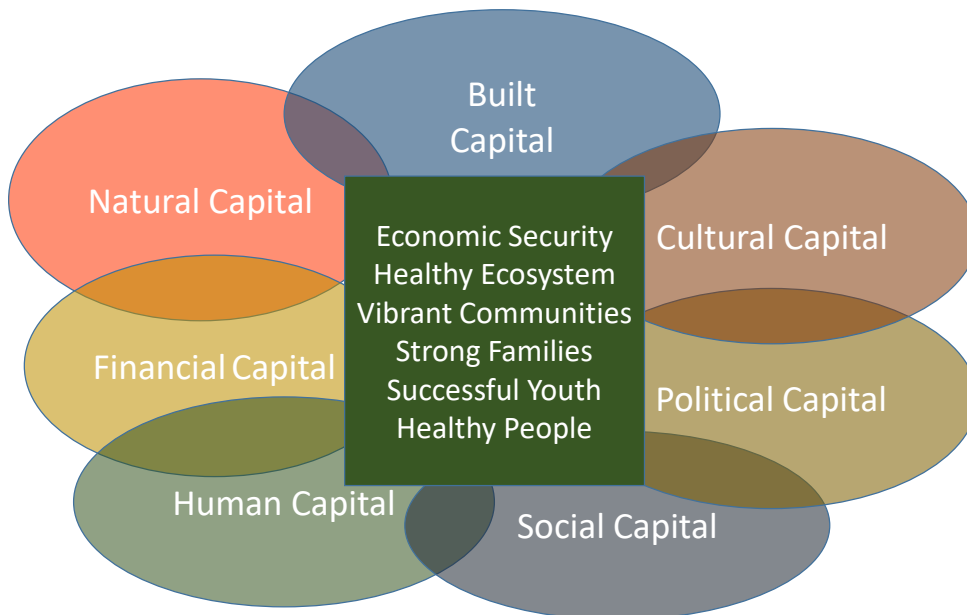 Built
Capital
Natural Capital
Cultural Capital
Economic Security
Healthy Ecosystem
Vibrant Communities
Strong Families
Successful Youth
Healthy People
Financial Capital
Political Capital
Human Capital
Social Capital